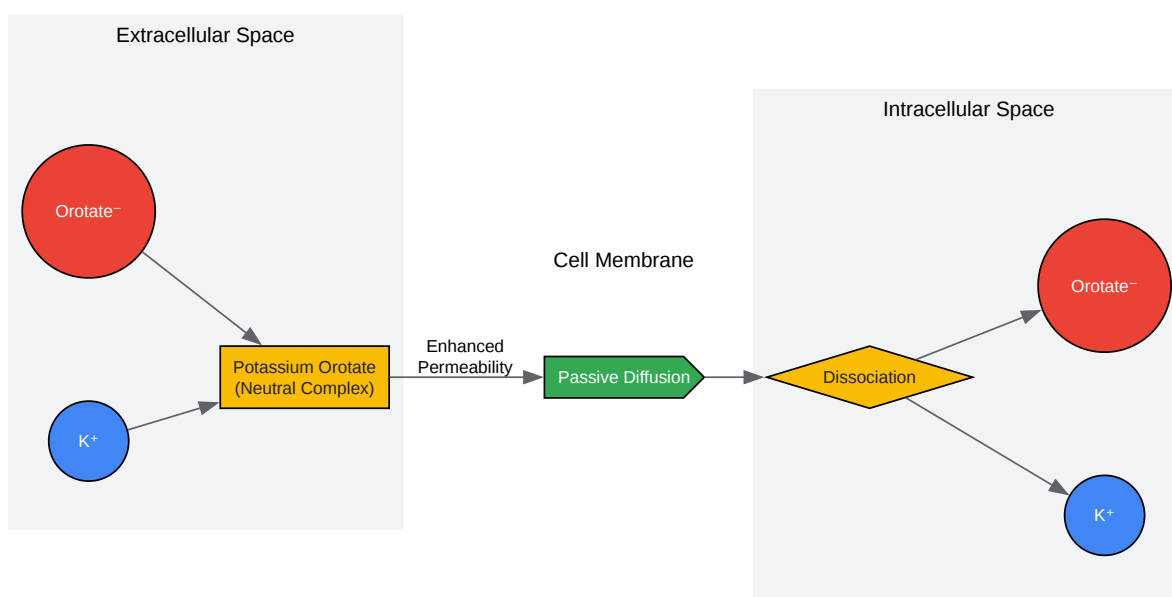 Extracellular Space
Orotate⁻
K⁺
Potassium Orotate
(Neutral Complex)
Enhanced
Permeability
Cell Membrane
Passive Diffusion
Intracellular Space
Dissociation
Orotate⁻
K⁺